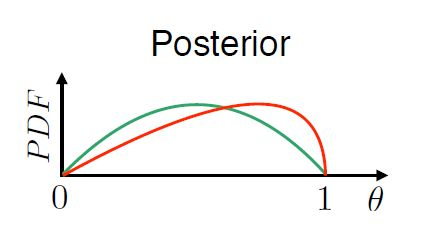 Posterior
PDF
0 1 θ